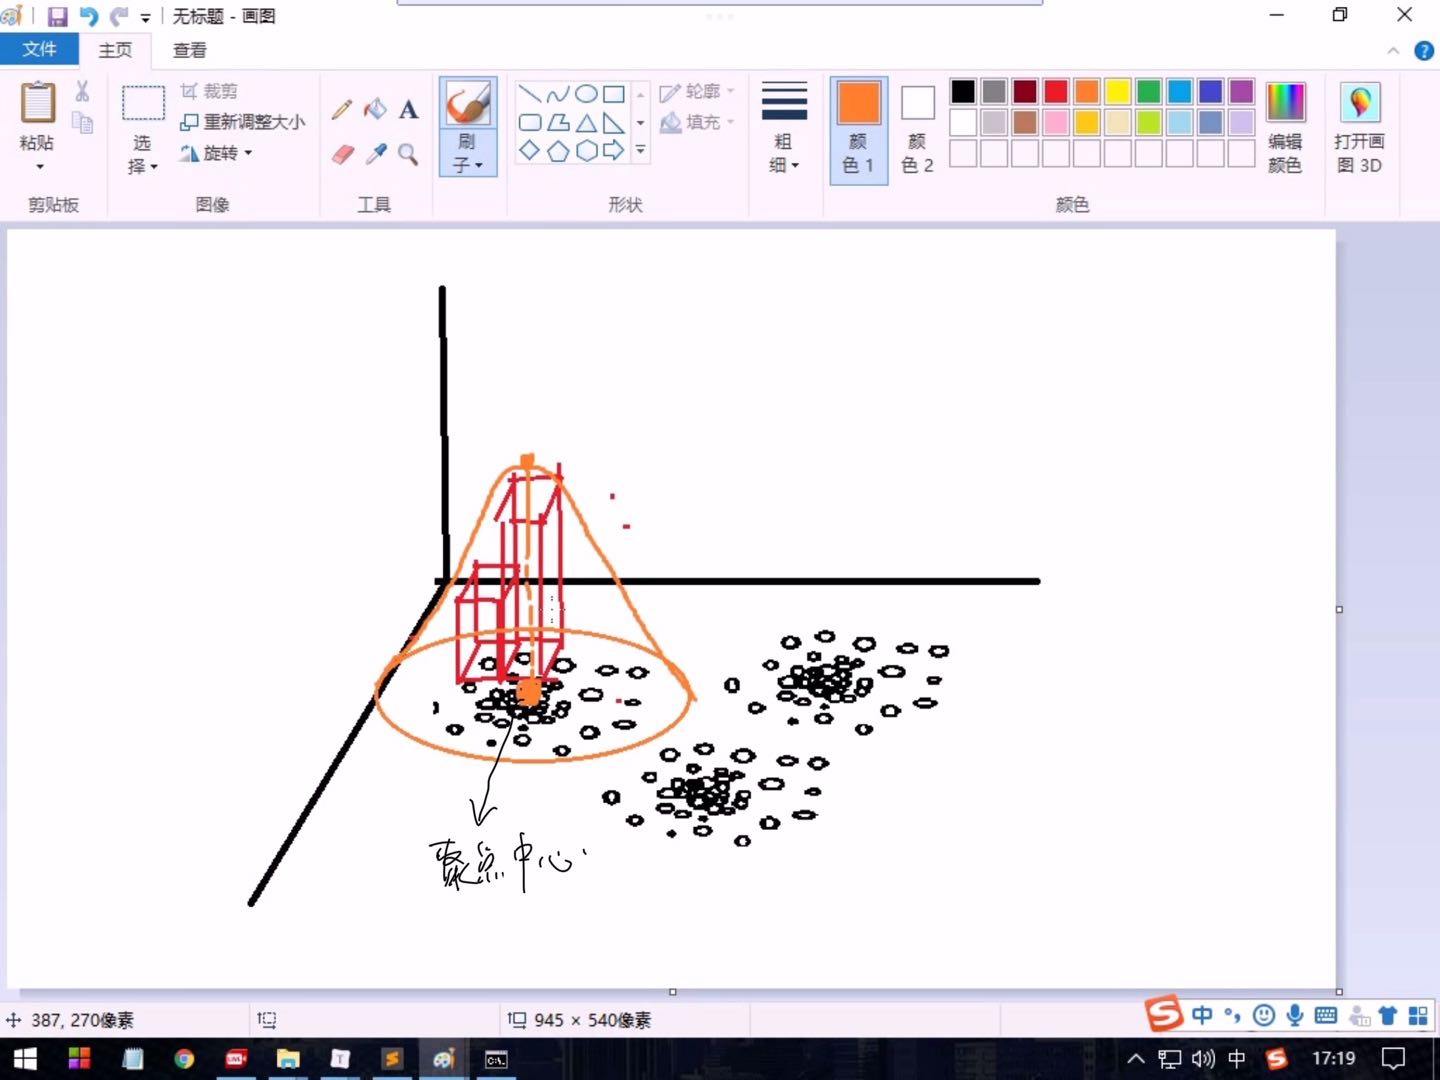 无标题 - 画图
文件 主页 查看
粘贴
剪贴板
选择
裁剪
重新调整大小
旋转
图像
A
工具
刷子
轮廓
填充
形状
粗细
颜色 1
颜色 2
颜色
编辑颜色
打开画图 3D
中心
387, 270像素
945 × 540像素
中
中
17:19